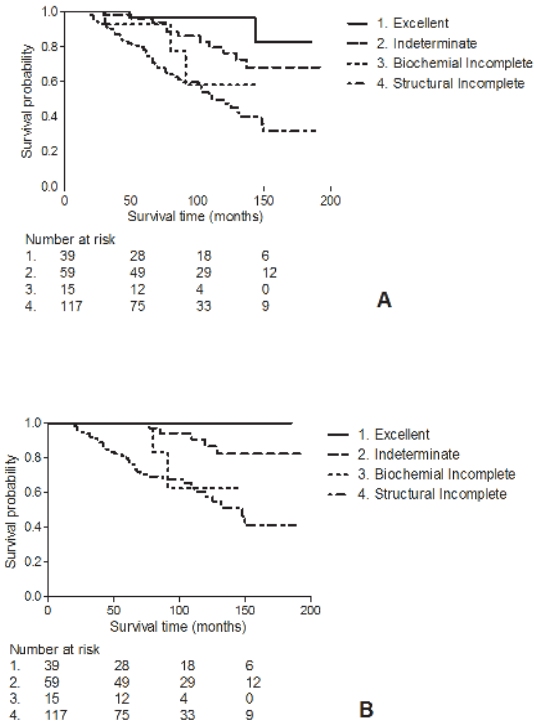 1.0
0.8
0.6
0.4
0.2
0.0
Survival probability
0 50 100 150 200
Survival time (months)
1. Excellent
2. Indeterminate
3. Biochemial Incomplete
4. Structural Incomplete
Number at risk
1. 39 28 18 6
2. 59 49 29 12
3. 15 12 4 0
4. 117 75 33 9
A
1.0
0.8
0.6
0.4
0.2
0.0
Survival probability
0 50 100 150 200
Survival time (months)
1. Excellent
2. Indeterminate
3. Biochemial Incomplete
4. Structural Incomplete
Number at risk
1. 39 28 18 6
2. 59 49 29 12
3. 15 12 4 0
4. 117 75 33 9
B